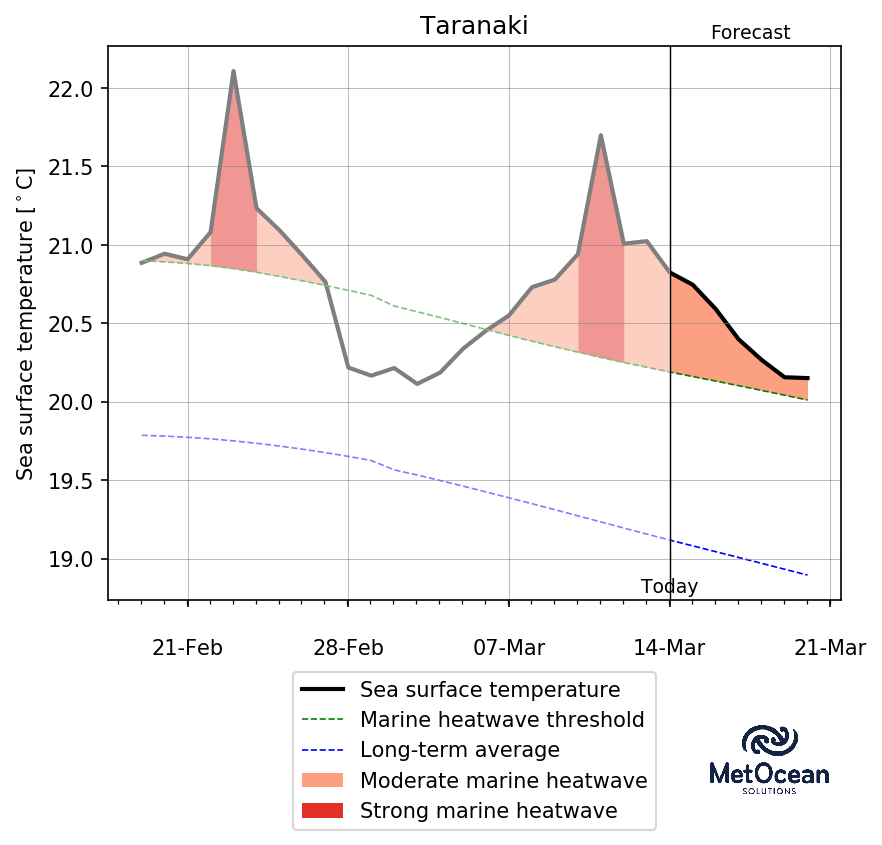 Taranaki
Forecast
22.0
21.5
21.0
20.5
20.0
19.5
19.0
Sea surface temperature [°C]
Today
21-Feb 28-Feb 07-Mar 14-Mar 21-Mar
Sea surface temperature
Marine heatwave threshold
Long-term average
Moderate marine heatwave
Strong marine heatwave
MetOcean
SOLUTIONS